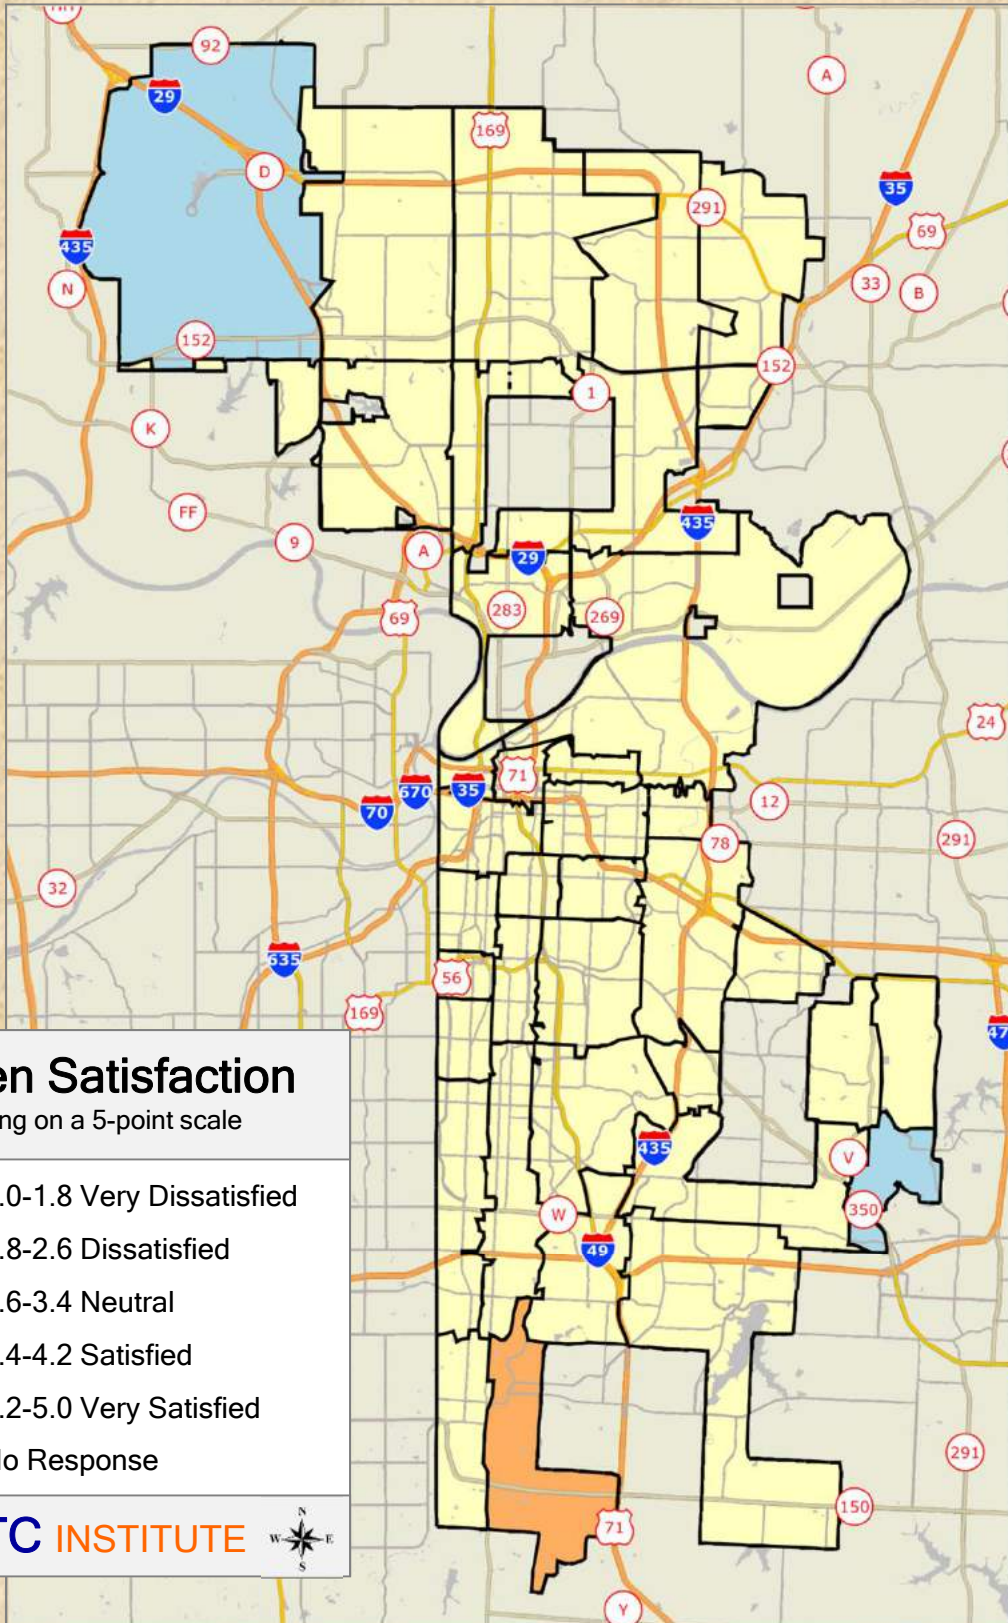 92
A
29
169
D
291
35
69
435
N
33
B
152
152
1
K
FF
435
9
A
29
283
269
69
24
71
670
35
70
12
78
291
32
635
56
169
47
en Satisfaction
ng on a 5-point scale
.0-1.8 Very Dissatisfied
.8-2.6 Dissatisfied
.6-3.4 Neutral
.4-4.2 Satisfied
.2-5.0 Very Satisfied
o Response
TC INSTITUTE
N
W E
S
435
V
350
W
49
291
150
71
Y